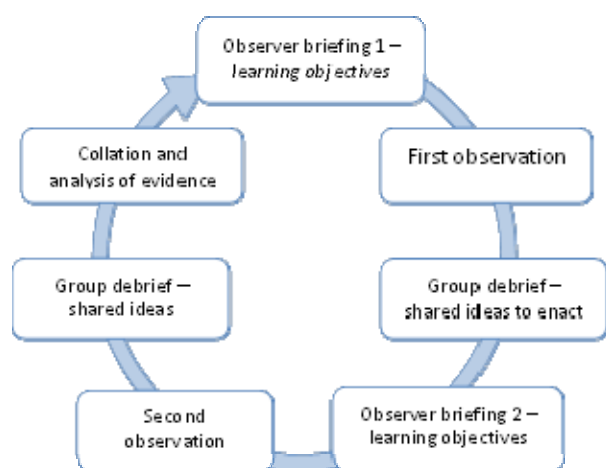 Observer briefing 1 –
learning objectives
First observation
Group debrief –
shared ideas to enact
Observer briefing 2 –
learning objectives
Second
observation
Group debrief –
shared ideas
Collation and
analysis of evidence